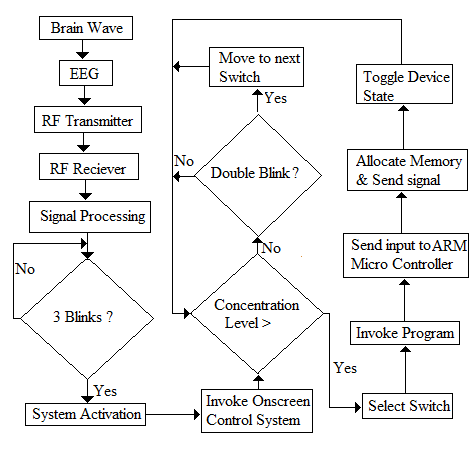 Brain Wave
EEG
RF Transmitter
RF Reciever
Signal Processing
No
3 Blinks ?
Yes
System Activation
Invoke Onscreen
Control System
Concentration
Level >
No
Double Blink ?
No
Yes
Move to next
Switch
Yes
Select Switch
Invoke Program
Send input to ARM
Micro Controller
Allocate Memory
& Send signal
Toggle Device
State